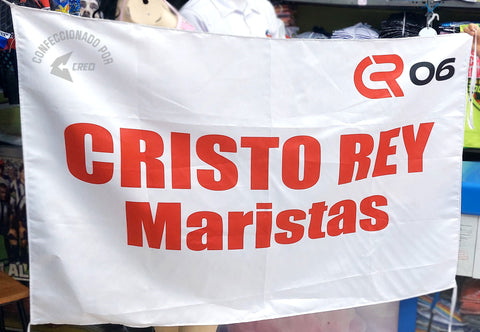 CONFECCIONADO POR
CREO
CR 06
CRISTO REY
Maristas